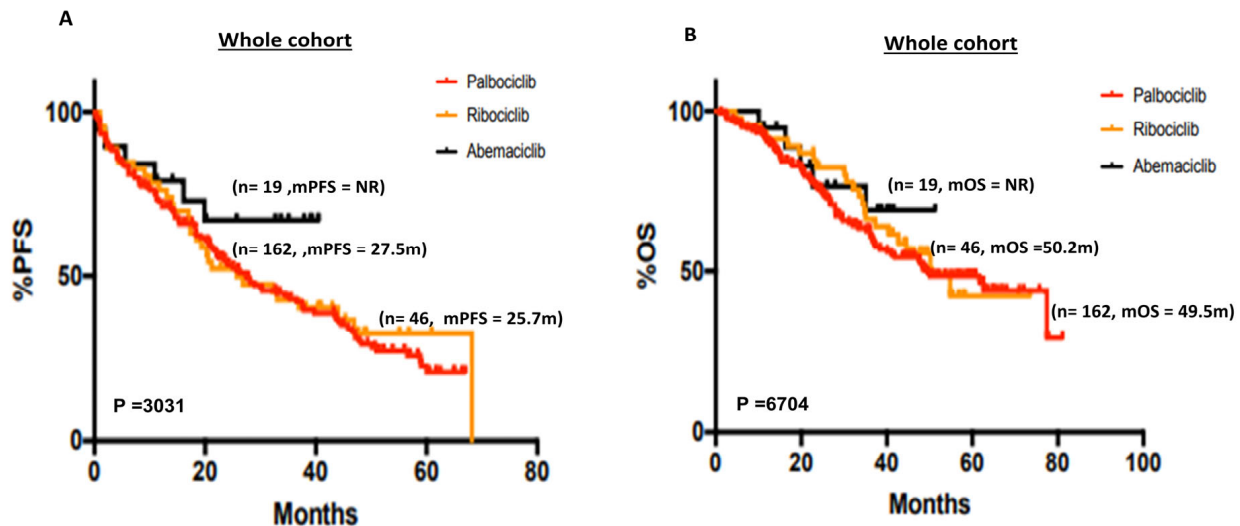 A
Whole cohort
Palbociclib
Ribociclib
Abemaciclib
100
50
0
%PFS
(n= 19 ,mPFS = NR)
(n= 162, ,mPFS = 27.5m)
(n= 46, mPFS = 25.7m)
P =3031
0 20 40 60 80
Months
B
Whole cohort
Palbociclib
Ribociclib
Abemaciclib
100
50
0
%OS
(n= 19, mOS = NR)
(n= 46, mOS =50.2m)
(n= 162, mOS = 49.5m)
P =6704
0 20 40 60 80 100
Months